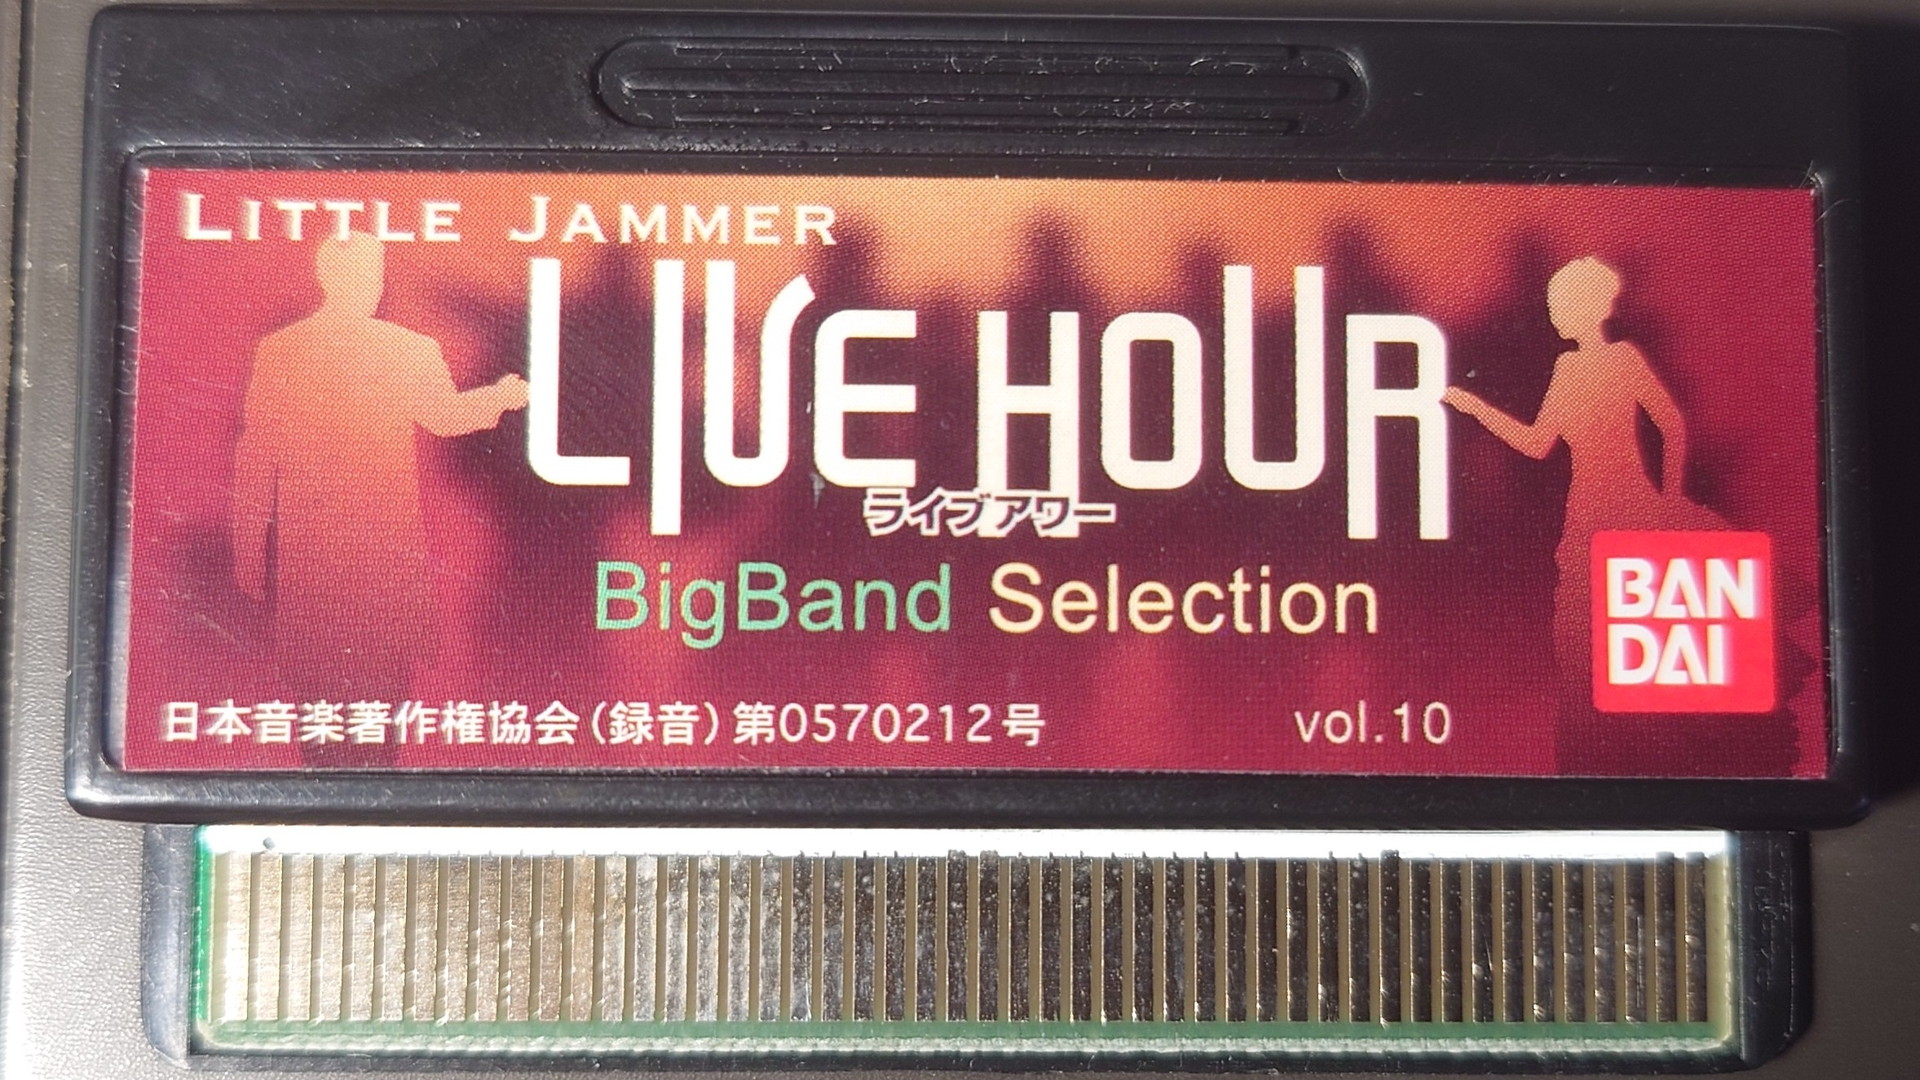 LITTLE JAMMER
LIVE HOUR
ライブアワー
BigBand Selection
BAN
DAI
日本音楽著作権協会(録音)第0570212号
vol.10